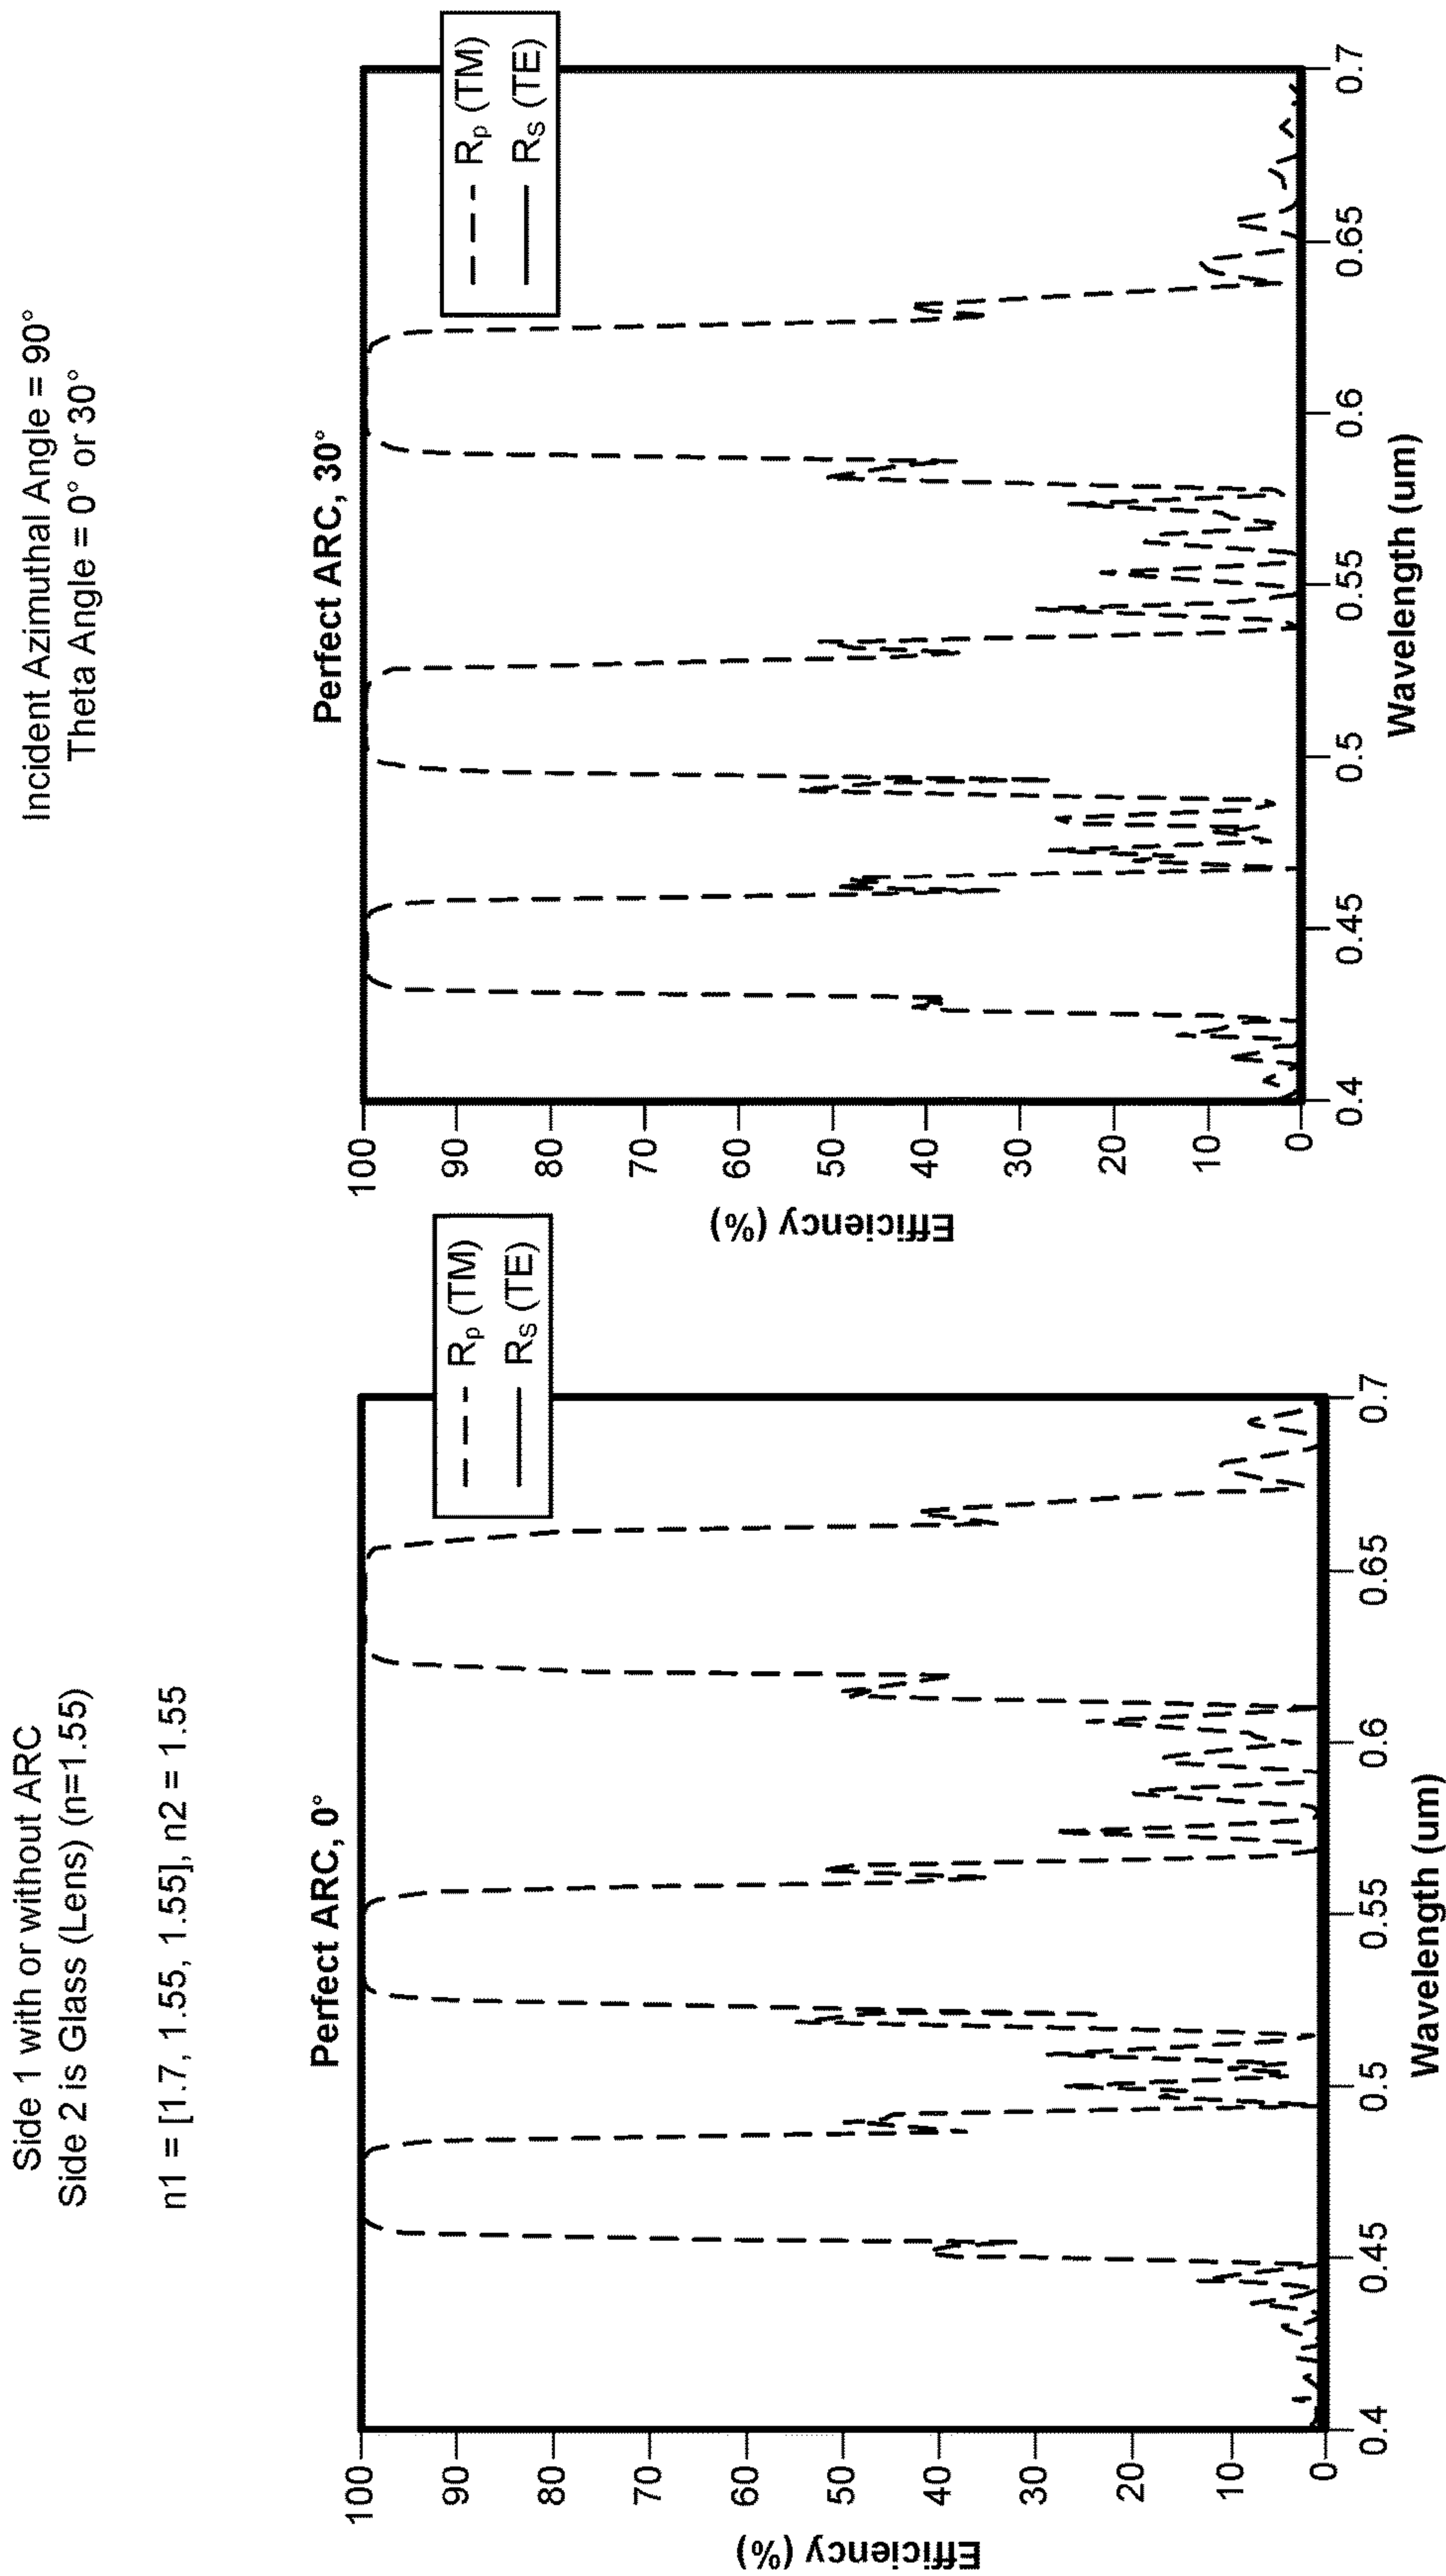 Side 1 with or without ARC
Side 2 is Glass (Lens) (n=1.55)
n1 = [1.7, 1.55, 1.55], n2 = 1.55
Incident Azimuthal Angle = 90°
Theta Angle = 0° or 30°
Perfect ARC, 0°
Rp (TM)
RS (TE)
Efficiency (%)
100
90
80
70
60
50
40
30
20
10
0
0.4
0.45
0.5
0.55
0.6
0.65
0.7
Wavelength (um)
Perfect ARC, 30°
Rp (TM)
RS (TE)
Efficiency (%)
100
90
80
70
60
50
40
30
20
10
0
0.4
0.45
0.5
0.55
0.6
0.65
0.7
Wavelength (um)